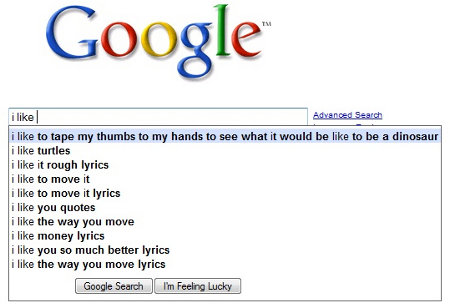 Google™
i like
Advanced Search
i like to tape my thumbs to my hands to see what it would be like to be a dinosaur
i like turtles
i like it rough lyrics
i like to move it
i like to move it lyrics
i like you quotes
i like the way you move
i like money lyrics
i like you so much better lyrics
i like the way you move lyrics
Google Search I'm Feeling Lucky